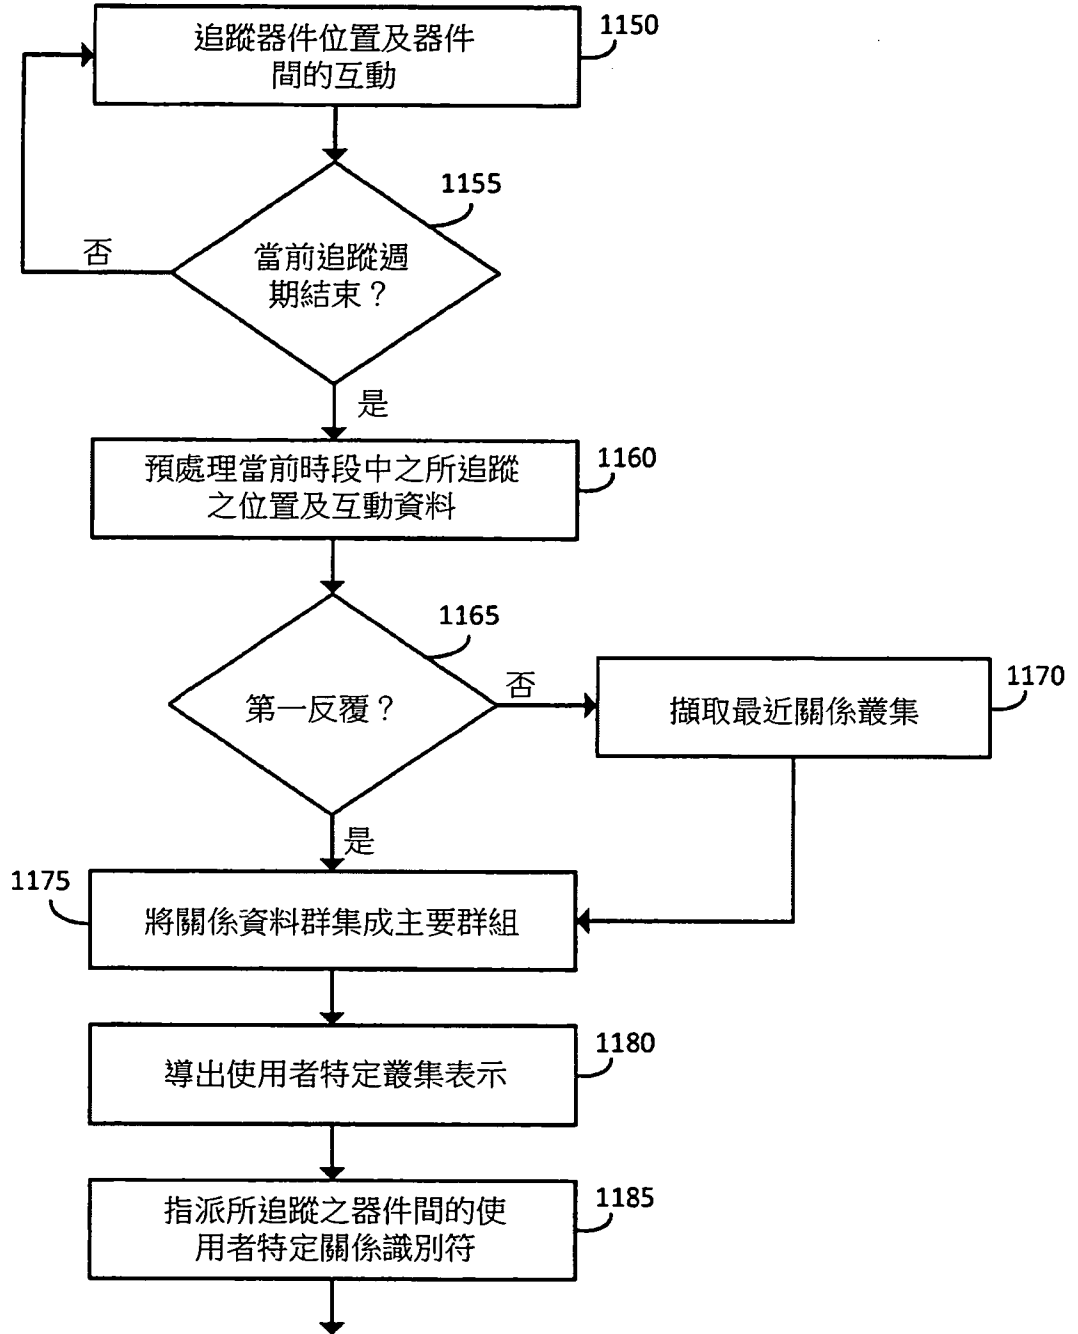 追蹤器件位置及器件
間的互動
1150
1155
當前追蹤週
期結束？
否
是
預處理當前時段中之所追蹤
之位置及互動資料
1160
1165
第一反覆？
否
擷取最近關係叢集
1170
是
1175
將關係資料群集成主要群組
導出使用者特定叢集表示
1180
指派所追蹤之器件間的使
用者特定關係識別符
1185